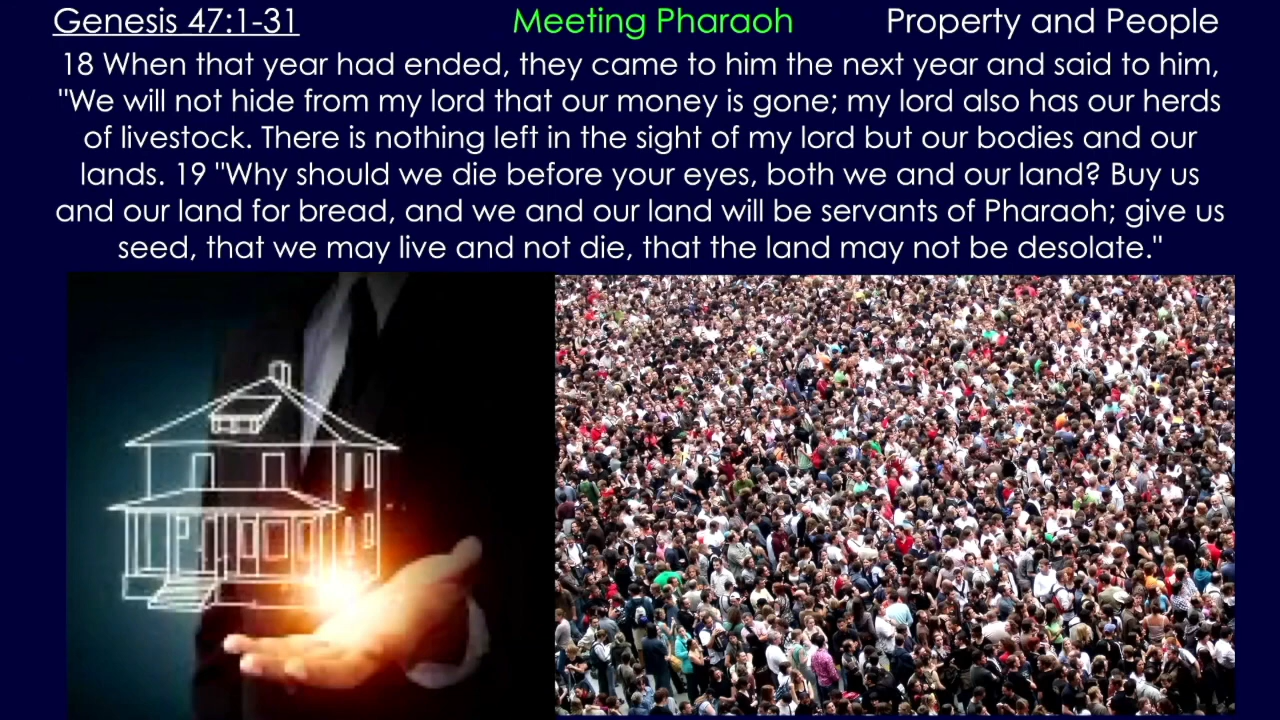 Genesis 47:1-31 Meeting Pharaoh Property and People
18 When that year had ended, they came to him the next year and said to him,
"We will not hide from my lord that our money is gone; my lord also has our herds
of livestock. There is nothing left in the sight of my lord but our bodies and our
lands. 19 "Why should we die before your eyes, both we and our land? Buy us
and our land for bread, and we and our land will be servants of Pharaoh; give us
seed, that we may live and not die, that the land may not be desolate."